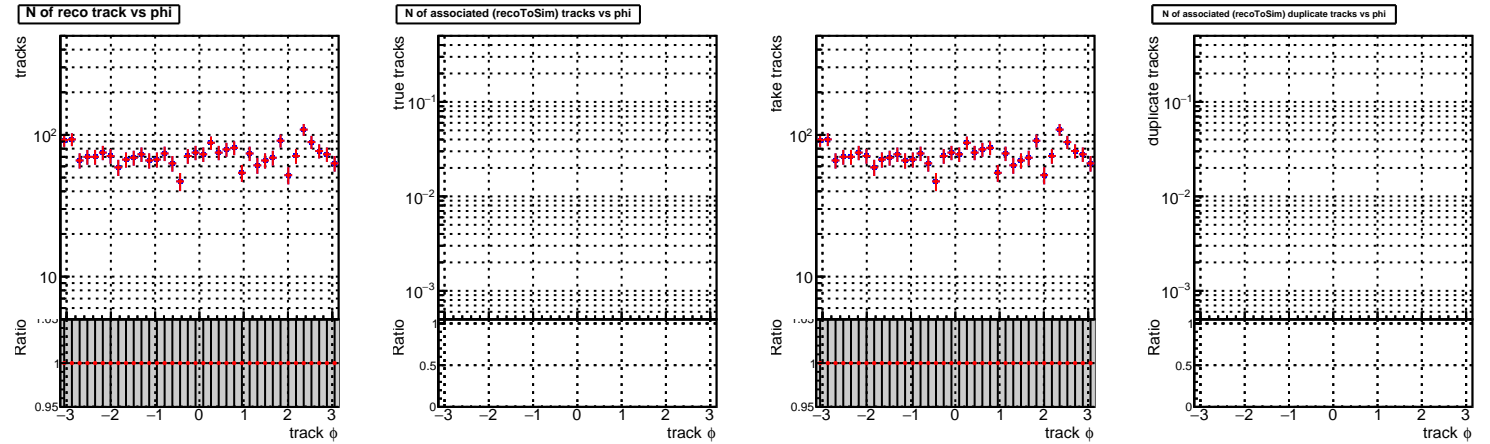 N of reco track vs phi
tracks
10²
10
Ratio
1.05
1
0.95
−3 −2 −1 0 1 2 3
track ϕ
N of associated (recoToSim) tracks vs phi
true tracks
10⁻¹
10⁻²
10⁻³
Ratio
1
0.5
0
−3 −2 −1 0 1 2 3
track ϕ
fake tracks
10²
10
Ratio
1.05
1
0.95
−3 −2 −1 0 1 2 3
track ϕ
N of associated (recoToSim) duplicate tracks vs phi
duplicate tracks
10⁻¹
10⁻²
10⁻³
Ratio
1
0.5
0
−3 −2 −1 0 1 2 3
track ϕ